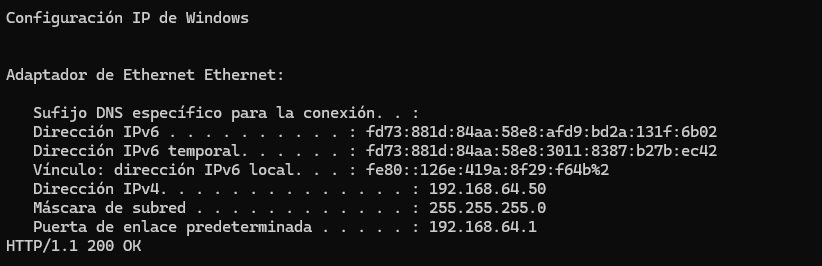 Configuración IP de Windows
Adaptador de Ethernet Ethernet:
Sufijo DNS específico para la conexión. . :
Dirección IPv6 . . . . . . . . . . : fd73:881d:84aa:58e8:afd9:bd2a:131f:6b02
Dirección IPv6 temporal. . . . . . : fd73:881d:84aa:58e8:3011:8387:b27b:ec42
Vínculo: dirección IPv6 local. . . : fe80::126e:419a:8f29:f64b%2
Dirección IPv4. . . . . . . . . . . . . . : 192.168.64.50
Máscara de subred . . . . . . . . . . . . : 255.255.255.0
Puerta de enlace predeterminada . . . . . : 192.168.64.1
HTTP/1.1 200 OK